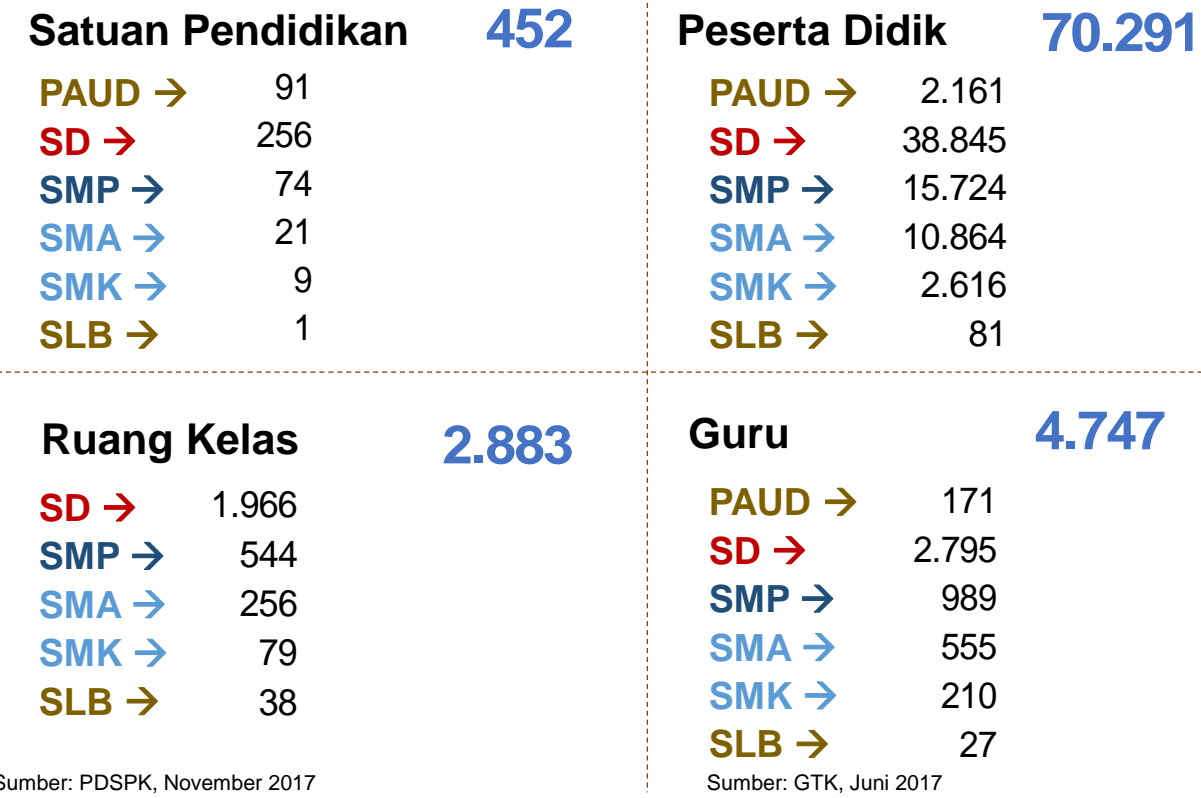 Satuan Pendidikan 452
PAUD → 91
SD → 256
SMP → 74
SMA → 21
SMK → 9
SLB → 1
Peserta Didik 70.291
PAUD → 2.161
SD → 38.845
SMP → 15.724
SMA → 10.864
SMK → 2.616
SLB → 81
Ruang Kelas 2.883
SD → 1.966
SMP → 544
SMA → 256
SMK → 79
SLB → 38
Sumber: PDSPK, November 2017
Guru 4.747
PAUD → 171
SD → 2.795
SMP → 989
SMA → 555
SMK → 210
SLB → 27
Sumber: GTK, Juni 2017